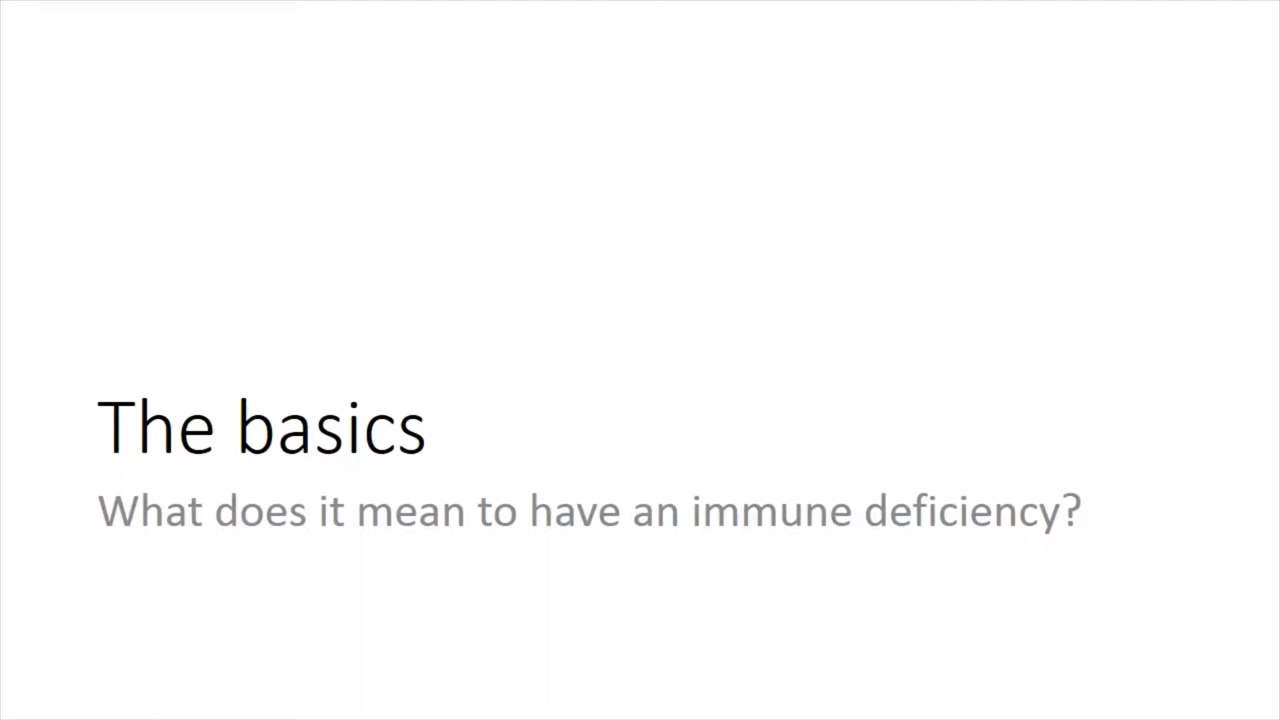 The basics
What does it mean to have an immune deficiency?